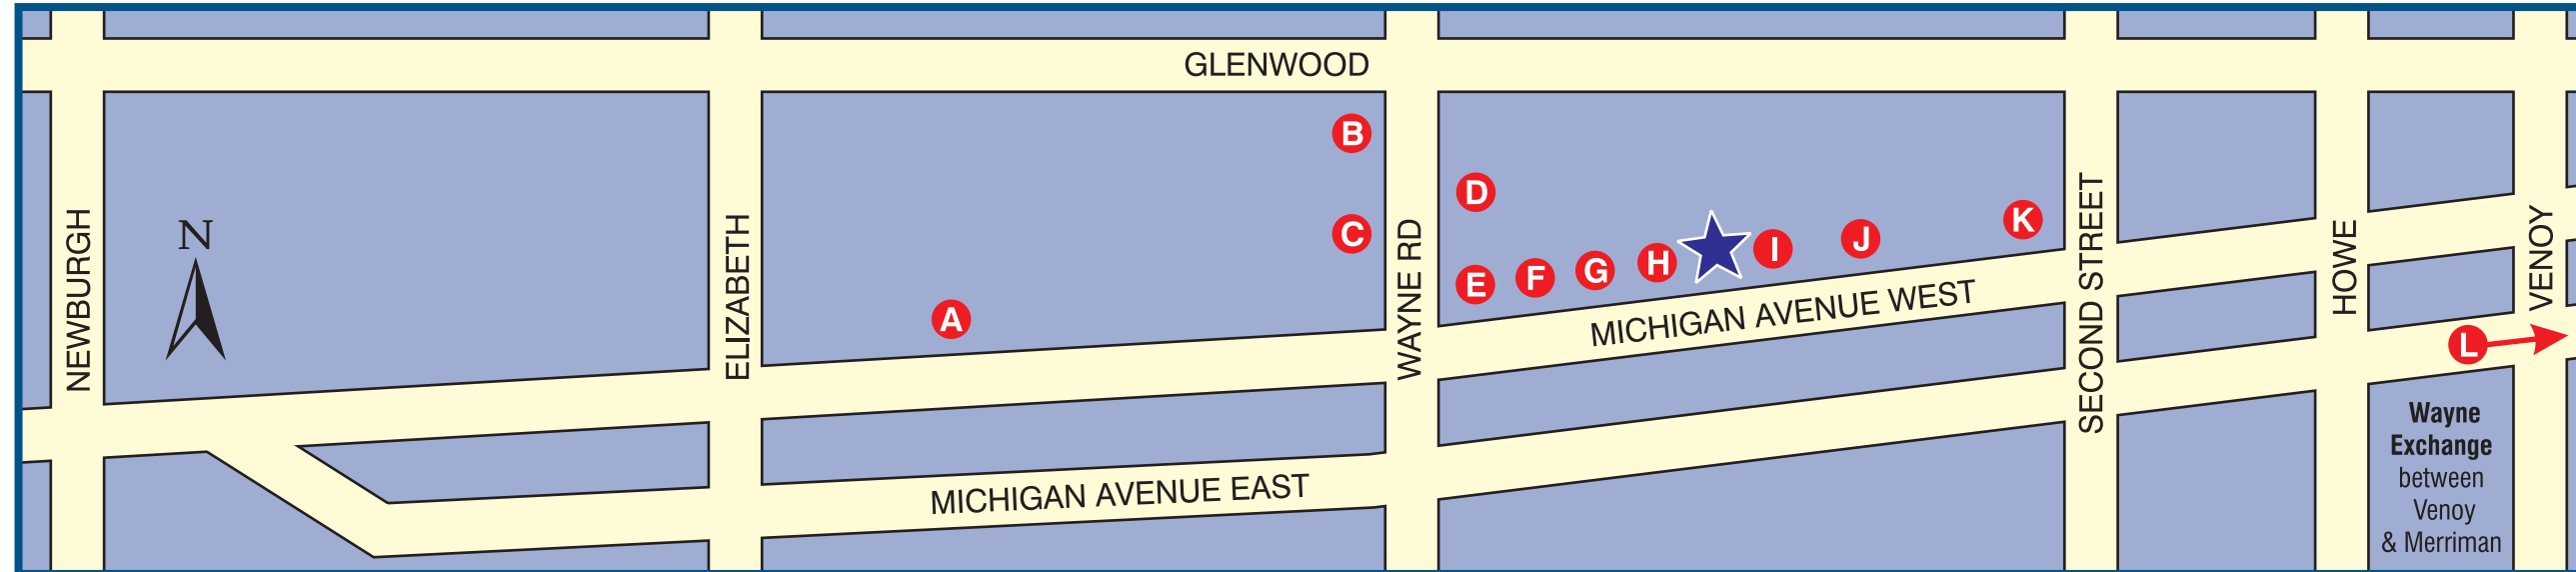 GLENWOOD
B
C
D
K
J
I
H
G
F
E
A
N
NEWBURGH
ELIZABETH
WAYNE RD
SECOND STREET
HOWE
VENOY
MICHIGAN AVENUE WEST
L
MICHIGAN AVENUE EAST
Wayne
Exchange
between
Venoy
& Merriman